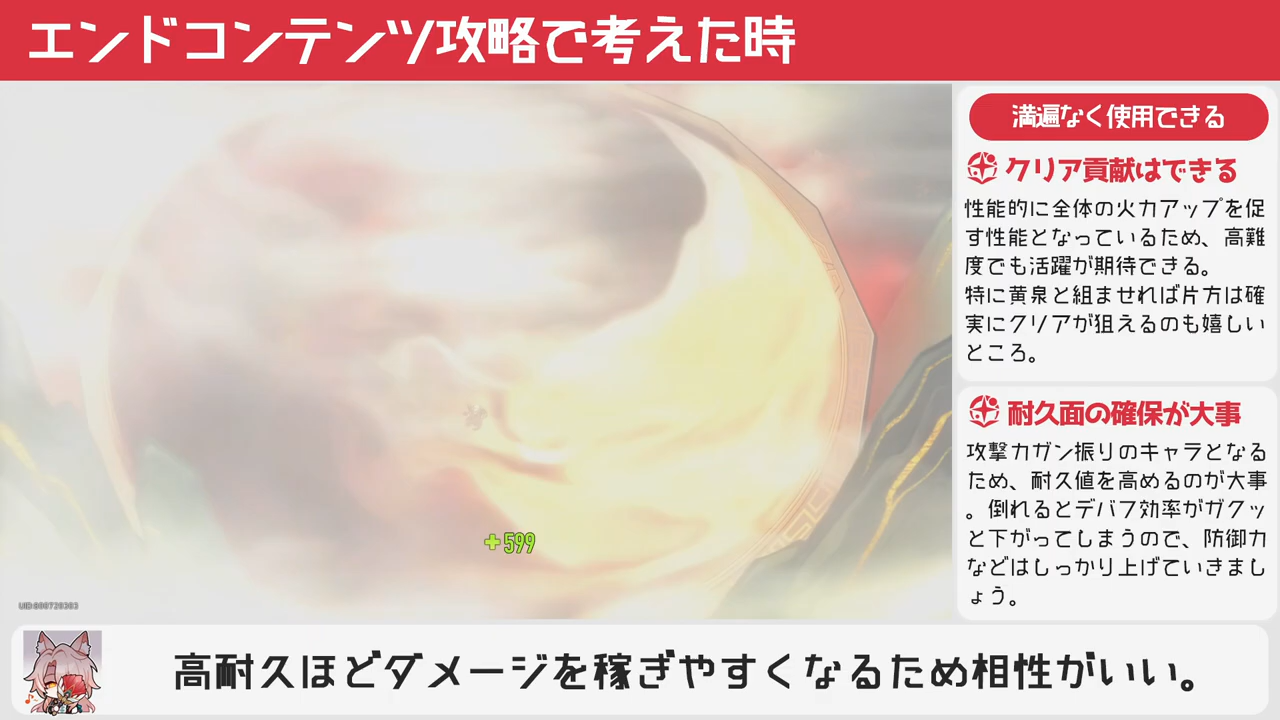 エンドコンテンツ攻略で考えた時
満遍なく使用できる
クリア貢献はできる
性能的に全体の火力アップを促
す性能となっているため、高難
度でも活躍が期待できる。
特に黄泉と組ませれば片方は確
実にクリアが狙えるのも嬉しい
ところ。
耐久面の確保が大事
攻撃力ガン振りのキャラとなる
ため、耐久値を高めるのが大事
。倒れるとデバフ効率がガクッ
と下がってしまうので、防御力
などはしっかり上げていきまし
ょう。
+599
高耐久ほどダメージを稼ぎやすくなるため相性がいい。